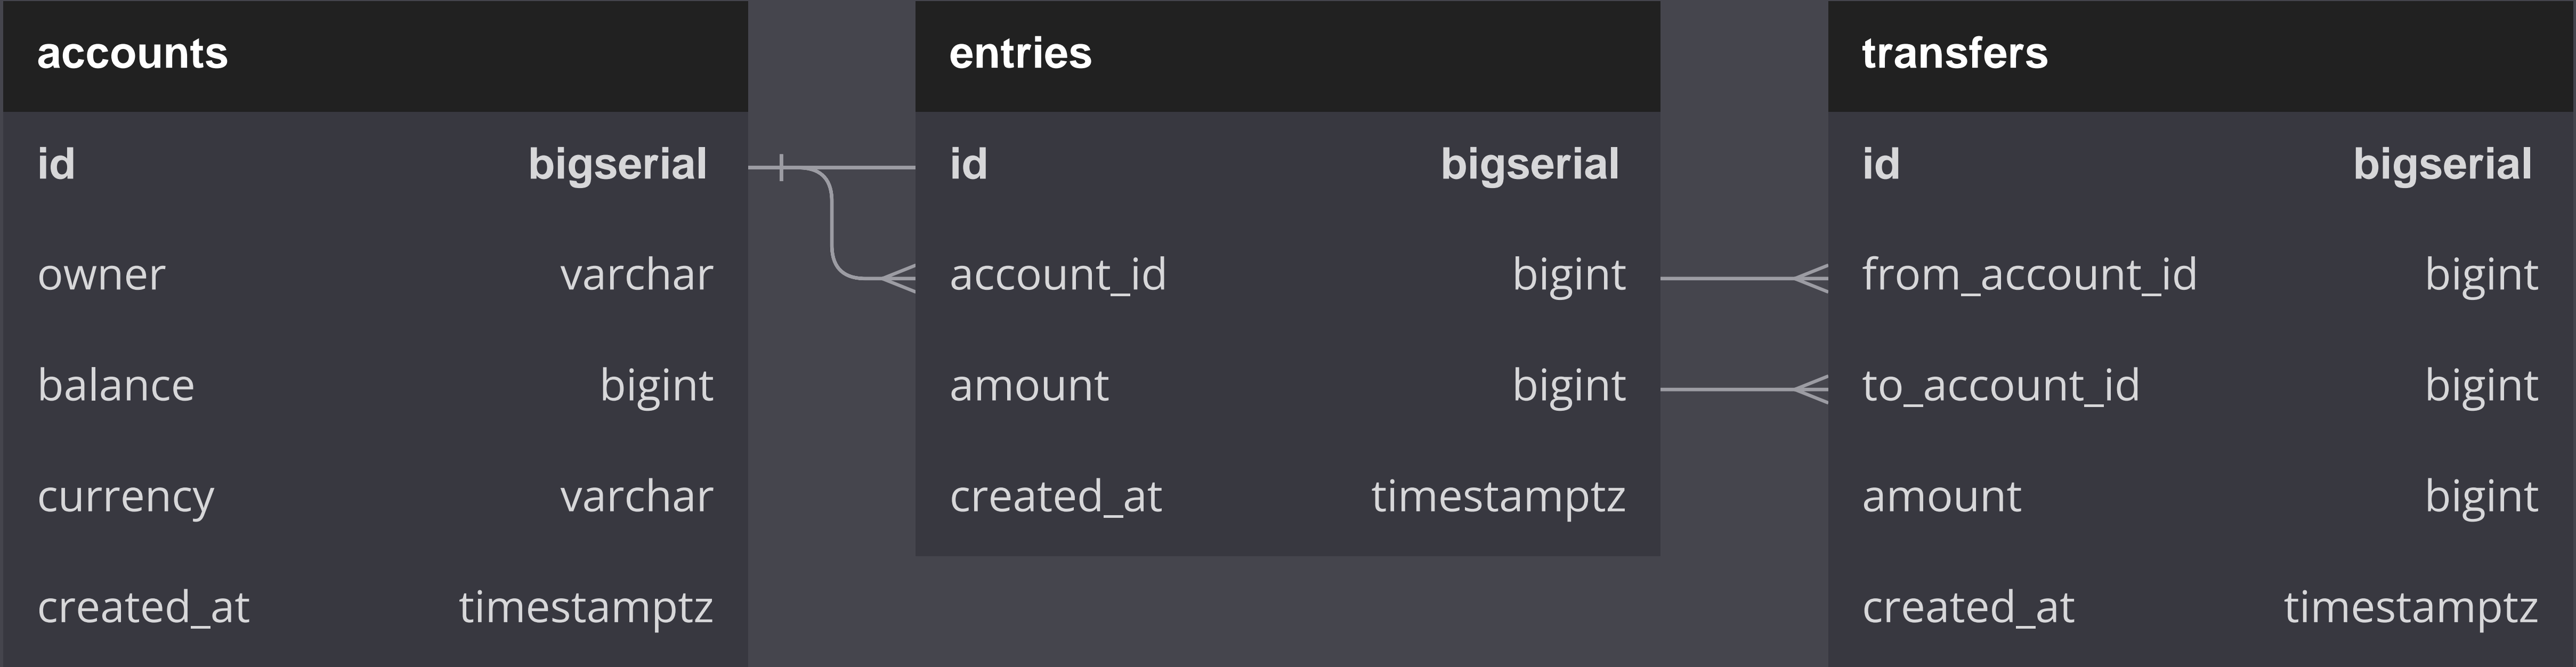 accounts
id bigserial
owner varchar
balance bigint
currency varchar
created_at timestamptz
entries
id bigserial
account_id bigint
amount bigint
created_at timestamptz
transfers
id bigserial
from_account_id bigint
to_account_id bigint
amount bigint
created_at timestamptz